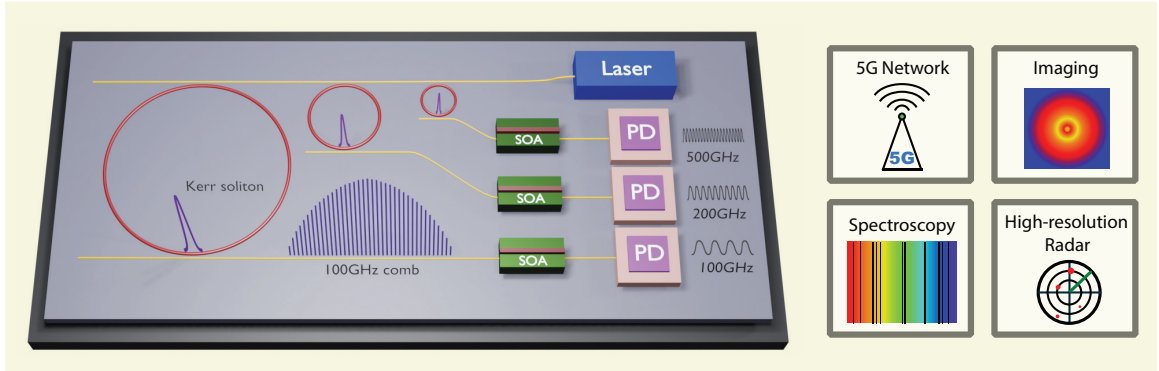 Laser
SOA
PD
500GHz
SOA
PD
200GHz
Kerr soliton
100GHz comb
SOA
PD
100GHz
5G Network
5G
Imaging
Spectroscopy
High-resolution
Radar